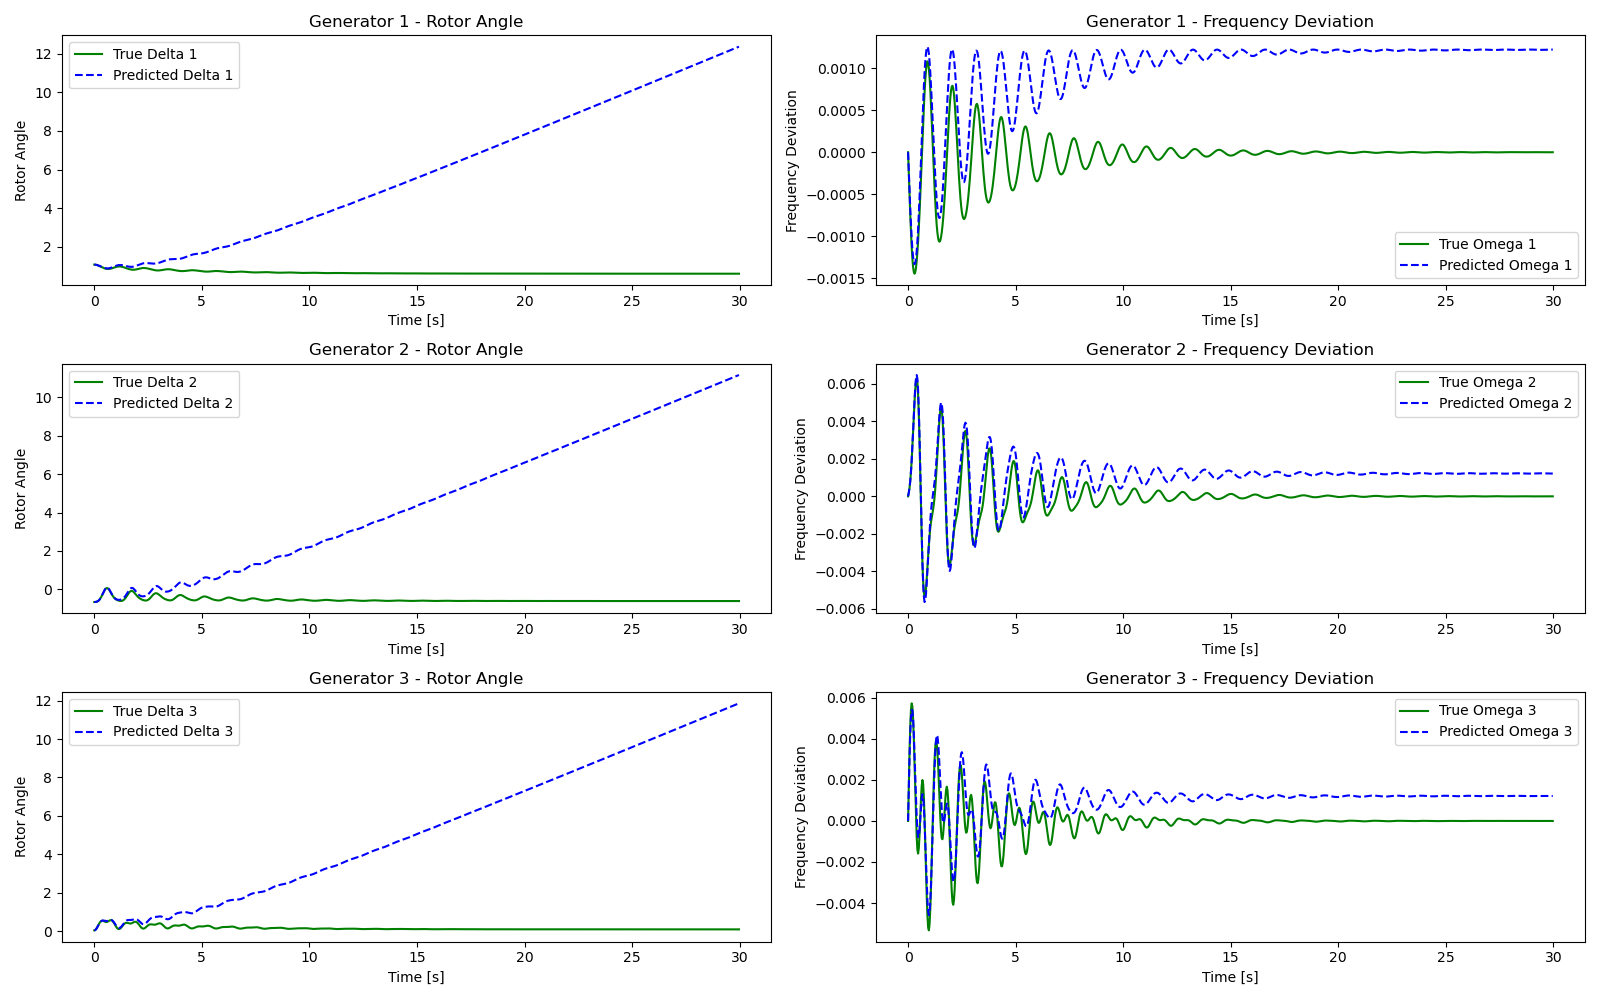 Generator 1 - Rotor Angle
True Delta 1
Predicted Delta 1
12
10
8
6
4
2
Rotor Angle
0 5 10 15 20 25 30
Time [s]
Generator 1 - Frequency Deviation
0.0010
0.0005
0.0000
−0.0005
−0.0010
−0.0015
Frequency Deviation
True Omega 1
Predicted Omega 1
0 5 10 15 20 25 30
Time [s]
Generator 2 - Rotor Angle
True Delta 2
Predicted Delta 2
10
8
6
4
2
0
Rotor Angle
0 5 10 15 20 25 30
Time [s]
Generator 2 - Frequency Deviation
True Omega 2
Predicted Omega 2
0.006
0.004
0.002
0.000
−0.002
−0.004
−0.006
Frequency Deviation
0 5 10 15 20 25 30
Time [s]
Generator 3 - Rotor Angle
True Delta 3
Predicted Delta 3
12
10
8
6
4
2
0
Rotor Angle
0 5 10 15 20 25 30
Time [s]
Generator 3 - Frequency Deviation
True Omega 3
Predicted Omega 3
0.006
0.004
0.002
0.000
−0.002
−0.004
Frequency Deviation
0 5 10 15 20 25 30
Time [s]